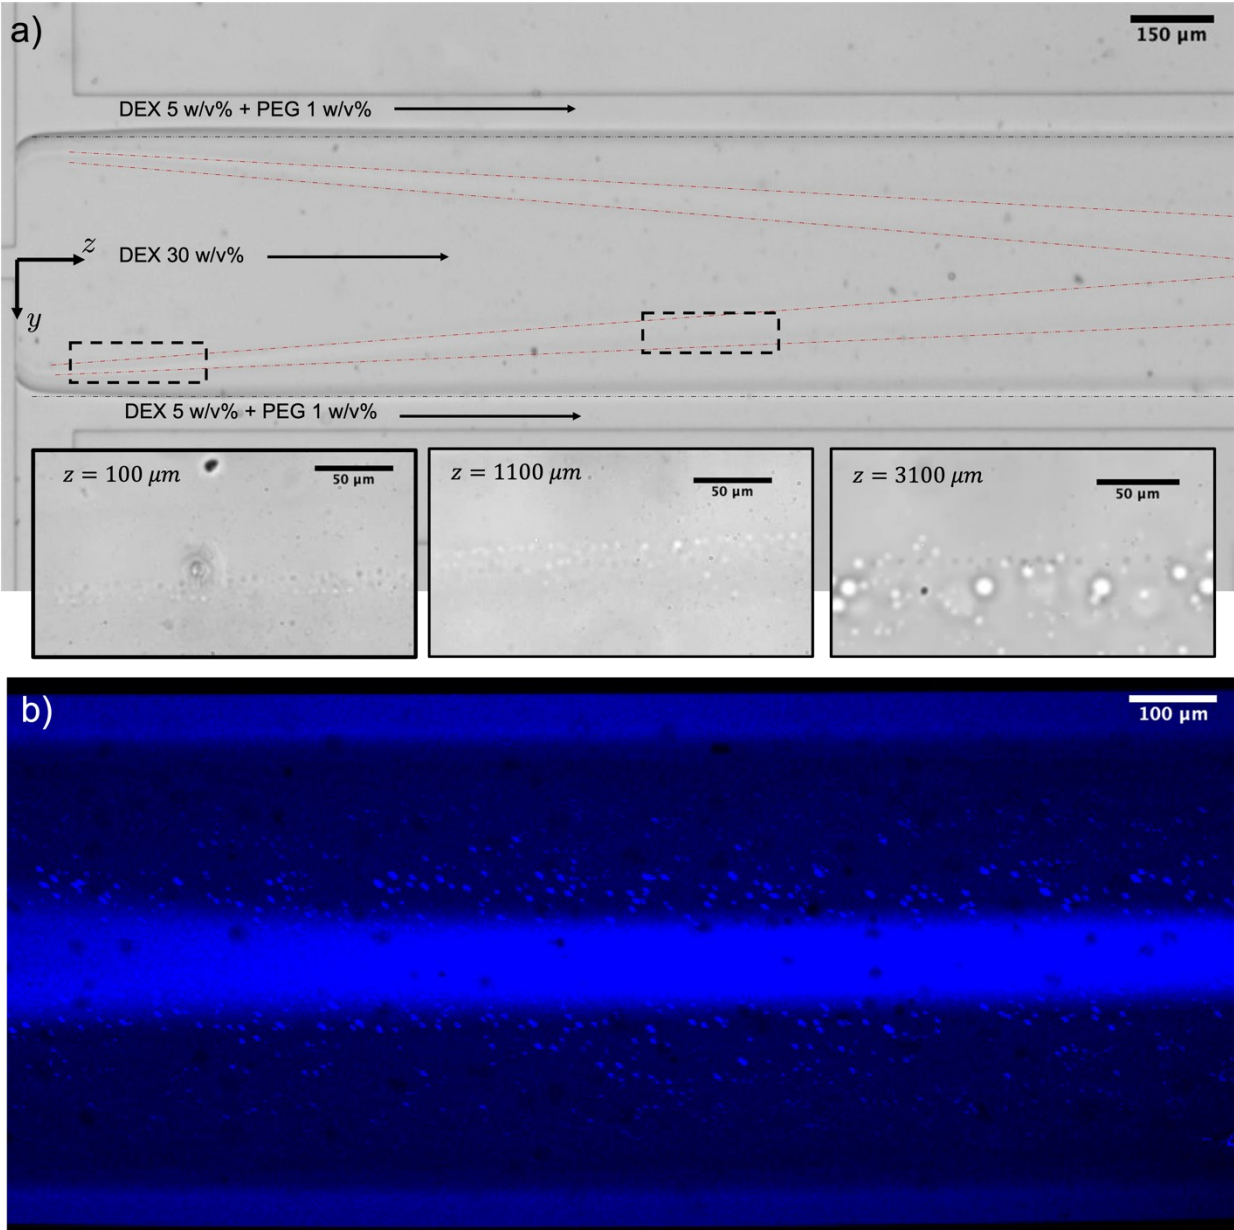 a)
150 µm
DEX 5 w/v% + PEG 1 w/v%
z
DEX 30 w/v%
y
DEX 5 w/v% + PEG 1 w/v%
z = 100 µm
50 µm
z = 1100 µm
50 µm
z = 3100 µm
50 µm
b)
100 µm